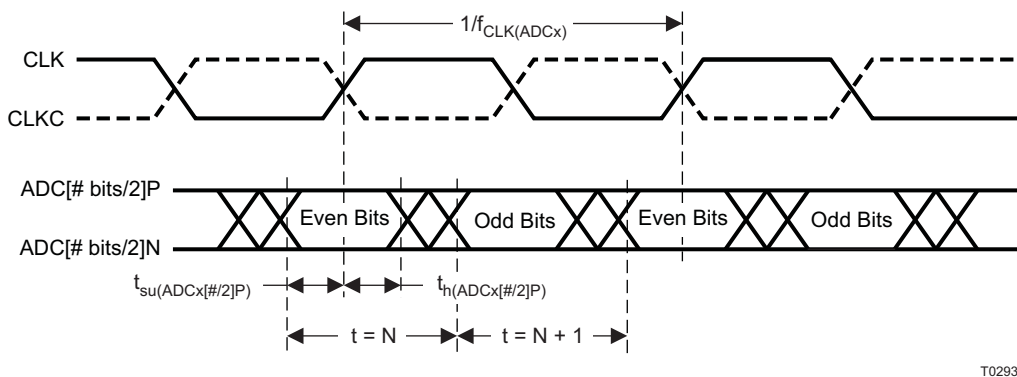 1/fCLK(ADCx)
CLK
CLKC
ADC[# bits/2]P
Even Bits Odd Bits Even Bits Odd Bits
ADC[# bits/2]N
tsu(ADCx[#/2]P) th(ADCx[#/2]P)
t = N t = N + 1
T0293